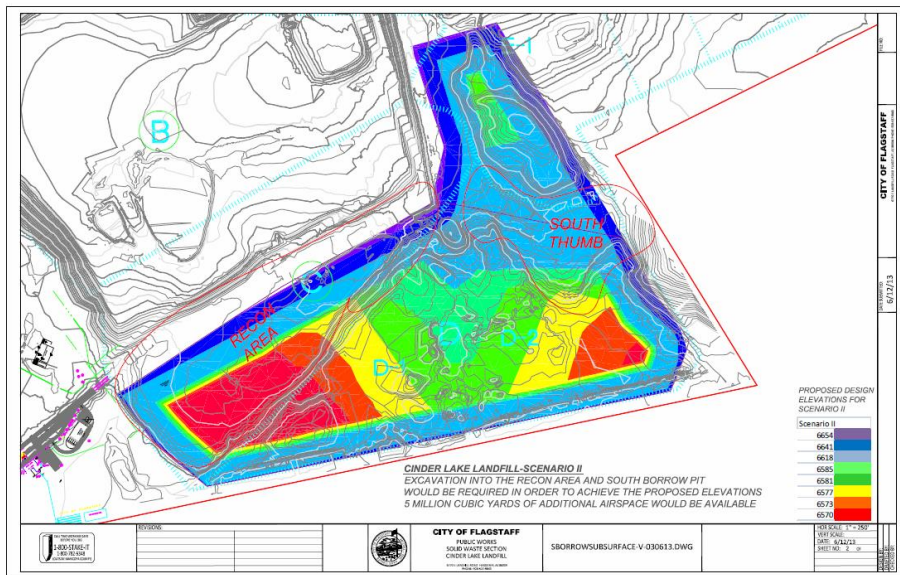 B
C
C-1
SOUTH
THUMB
RECON
AREA
D-2
PROPOSED DESIGN
ELEVATIONS FOR
SCENARIO II
Scenario II
6654
6641
6618
6585
6581
6577
6573
6570
CINDER LAKE LANDFILL-SCENARIO II
EXCAVATION INTO THE RECON AREA AND SOUTH BORROW PIT
WOULD BE REQUIRED IN ORDER TO ACHIEVE THE PROPOSED ELEVATIONS
5 MILLION CUBIC YARDS OF ADDITIONAL AIRSPACE WOULD BE AVAILABLE
CITY OF FLAGSTAFF
6/12/13
1-800-STAKE-IT
REVISIONS:
CITY OF FLAGSTAFF
PUBLIC WORKS
SOLID WASTE SECTION
CINDER LAKE LANDFILL
SBORROWSUBSURFACE-V-030613.DWG
HOR SCALE: 1" = 250'
VERT SCALE:
DATE: 6/12/13
SHEET NO: 2 OF